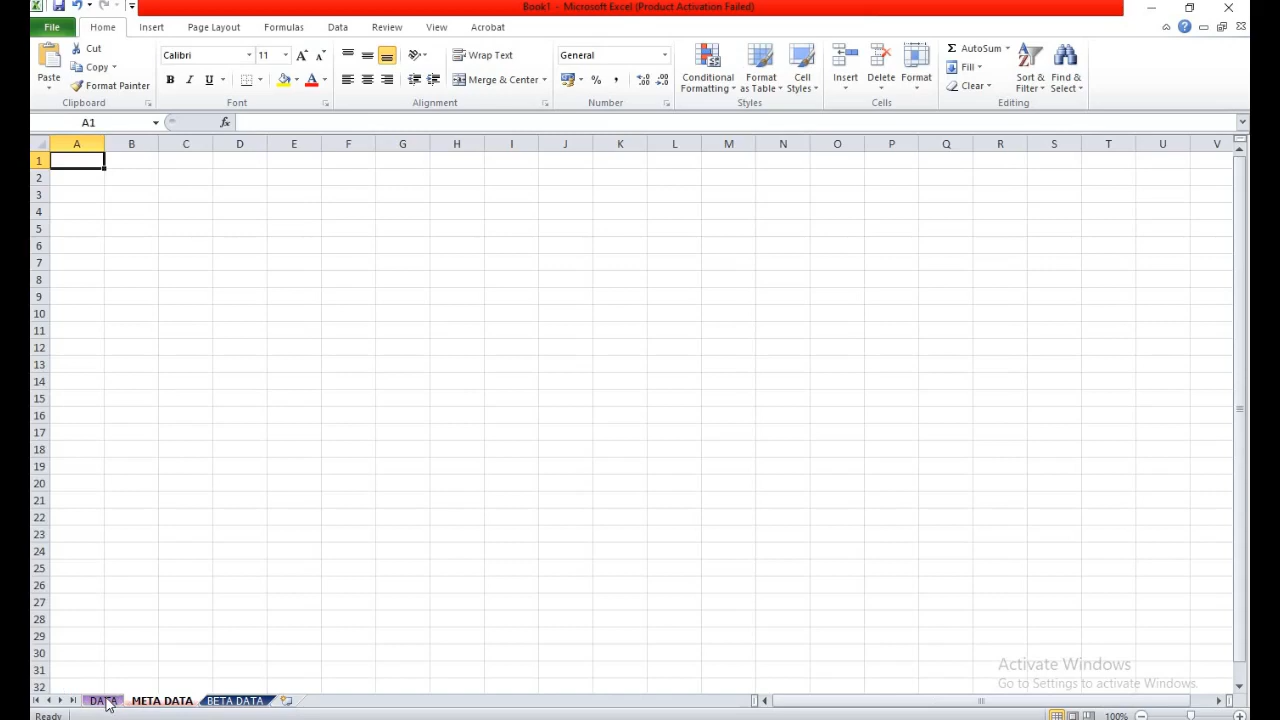 Book1 - Microsoft Excel (Product Activation Failed)
File Home Insert Page Layout Formulas Data Review View Acrobat
Paste
Cut
Copy
Format Painter
Clipboard
Calibri 11
B I U
Font
Wrap Text
Merge & Center
Alignment
General
%
Number
Conditional Formatting
Format as Table
Cell Styles
Styles
Insert Delete Format
Cells
Σ AutoSum
Fill
Clear
Sort & Filter
Find & Select
Editing
A1 fx
A B C D E F G H I J K L M N O P Q R S T U V
1
2
3
4
5
6
7
8
9
10
11
12
13
14
15
16
17
18
19
20
21
22
23
24
25
26
27
28
29
30
31
32
Activate Windows
Go to Settings to activate Windows.
DATA META DATA BETA DATA
Ready 100%